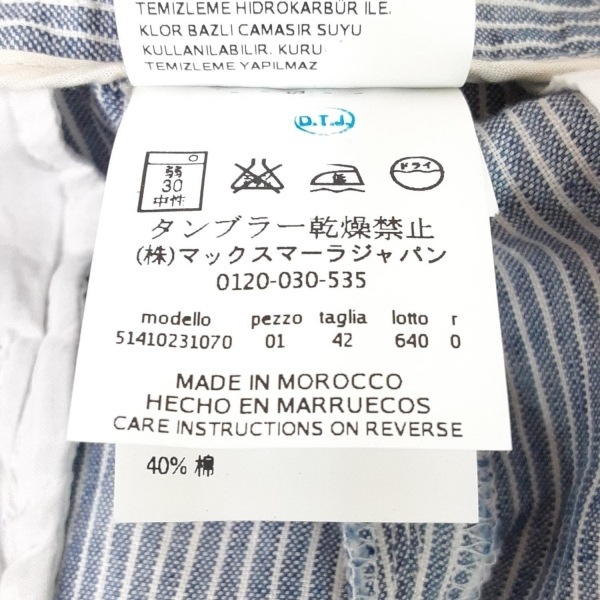 TEMIZLEME HIDROKARBÜR ILE.
KLOR BAZLI CAMASIR SUYU
KULLANILABILIR. KURU
TEMIZLEME YAPILMAZ
D.T.J.
弱
30
中性
低
ドライ
タンブラー乾燥禁止
(株)マックスマーラジャパン
0120-030-535
modello pezzo taglia lotto r
51410231070 01 42 640 0
MADE IN MOROCCO
HECHO EN MARRUECOS
CARE INSTRUCTIONS ON REVERSE
40% 棉